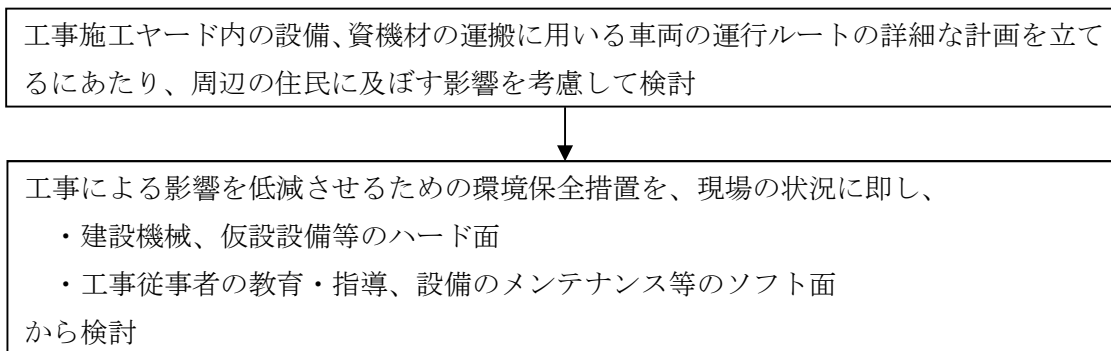 工事施工ヤード内の設備、資機材の運搬に用いる車両の運行ルートの詳細な計画を立て
るにあたり、周辺の住民に及ぼす影響を考慮して検討
工事による影響を低減させるための環境保全措置を、現場の状況に即し、
・建設機械、仮設設備等のハード面
・工事従事者の教育・指導、設備のメンテナンス等のソフト面
から検討